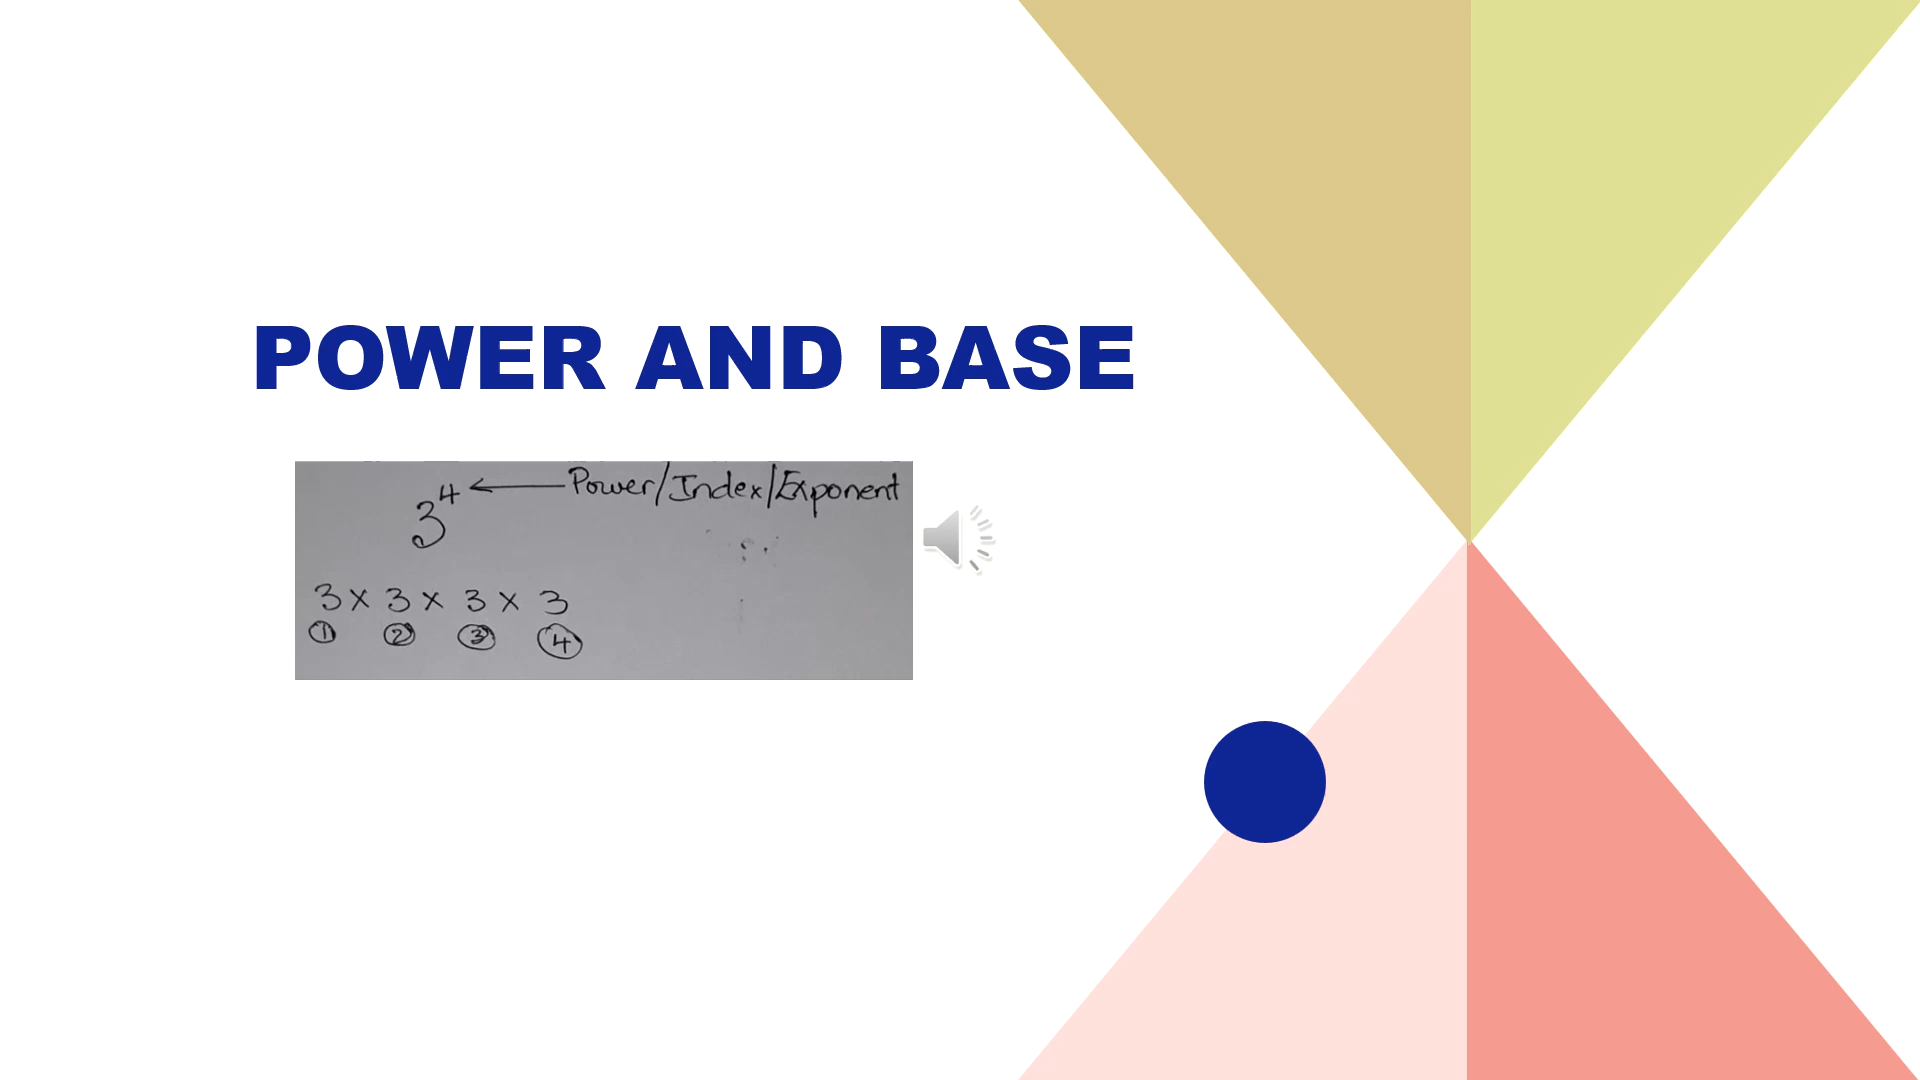 POWER AND BASE
3⁴ ← Power/Index/Exponent
3 × 3 × 3 × 3
① ② ③ ④